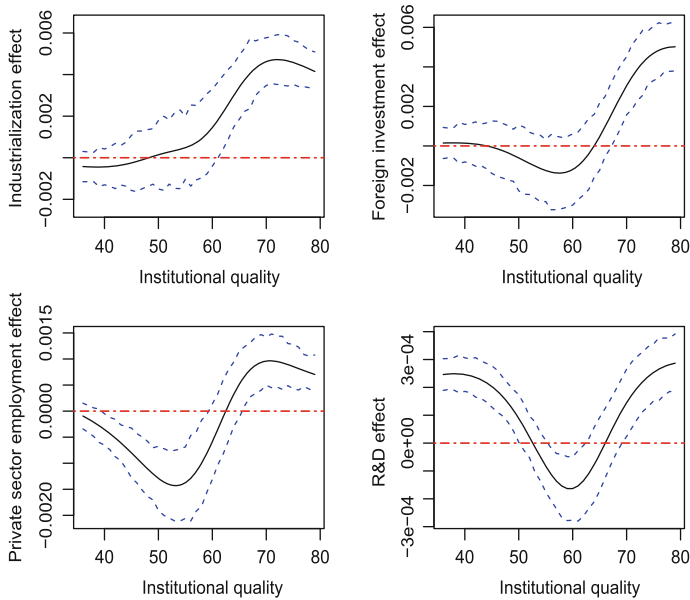 Industrialization effect
0.006
0.002
−0.002
40 50 60 70 80
Institutional quality
Foreign investment effect
0.006
0.002
−0.002
40 50 60 70 80
Institutional quality
Private sector employment effect
0.0015
0.0000
−0.0020
40 50 60 70 80
Institutional quality
R&D effect
3e−04
0e+00
−3e−04
40 50 60 70 80
Institutional quality